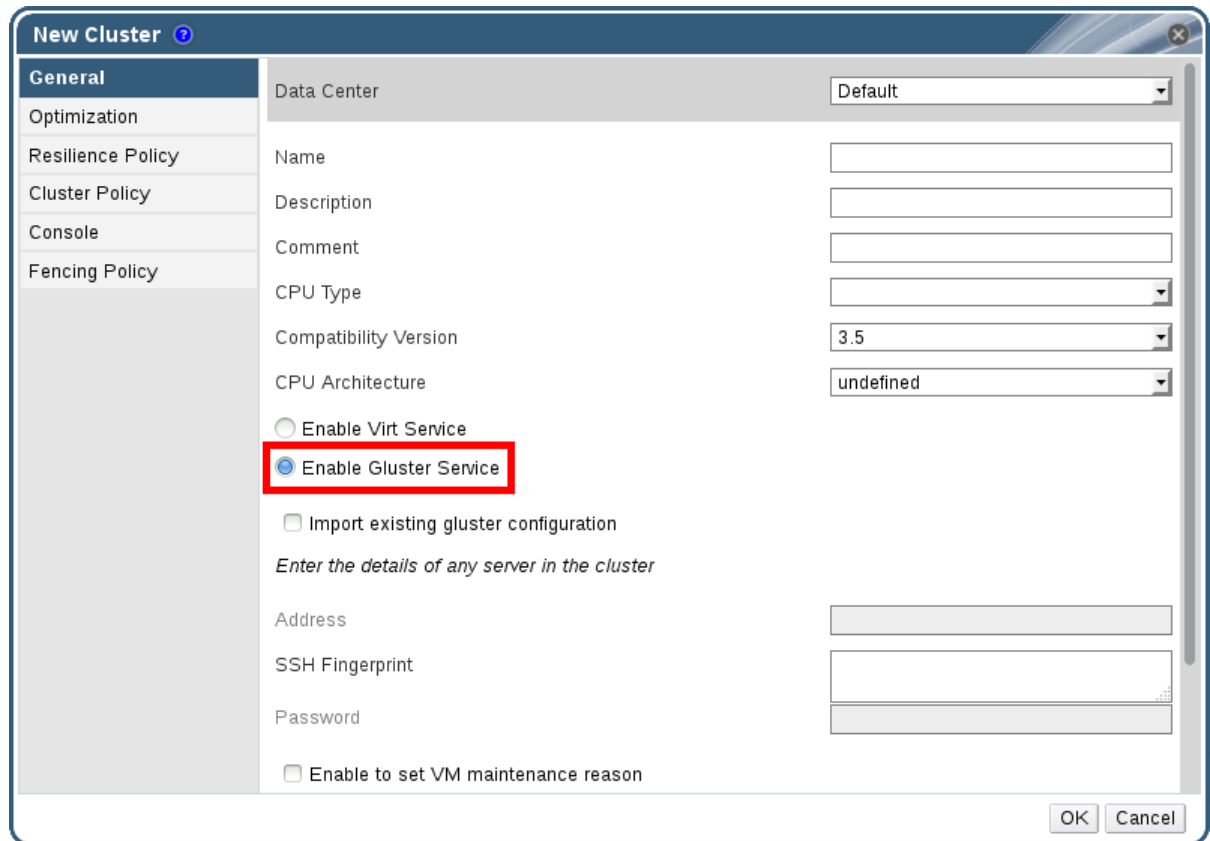 New Cluster ?
General
Optimization
Resilience Policy
Cluster Policy
Console
Fencing Policy
Data Center Default
Name
Description
Comment
CPU Type
Compatibility Version 3.5
CPU Architecture undefined
Enable Virt Service
Enable Gluster Service
Import existing gluster configuration
Enter the details of any server in the cluster
Address
SSH Fingerprint
Password
Enable to set VM maintenance reason
OK Cancel